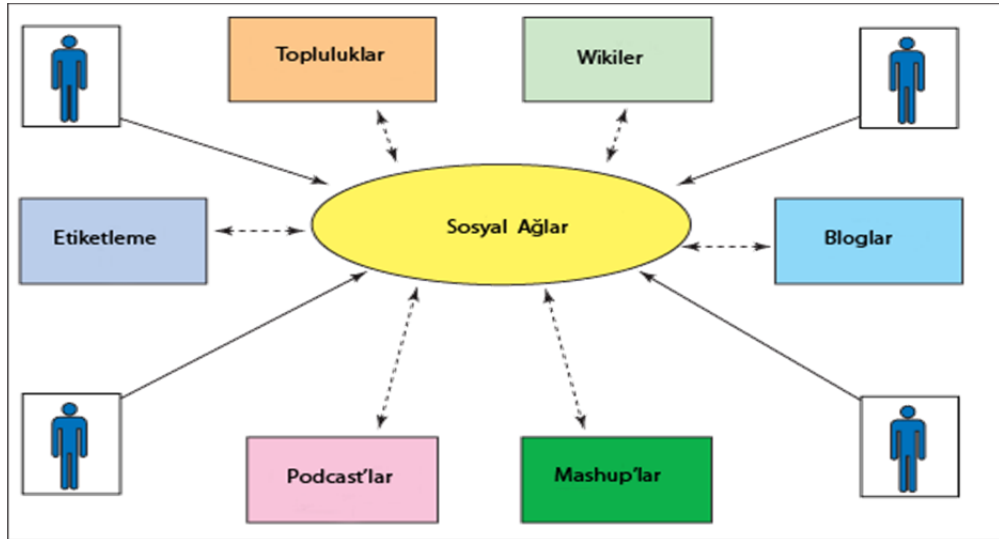 Topluluklar
Wikiler
Sosyal Ağlar
Etiketleme
Bloglar
Podcast'lar
Mashup'lar